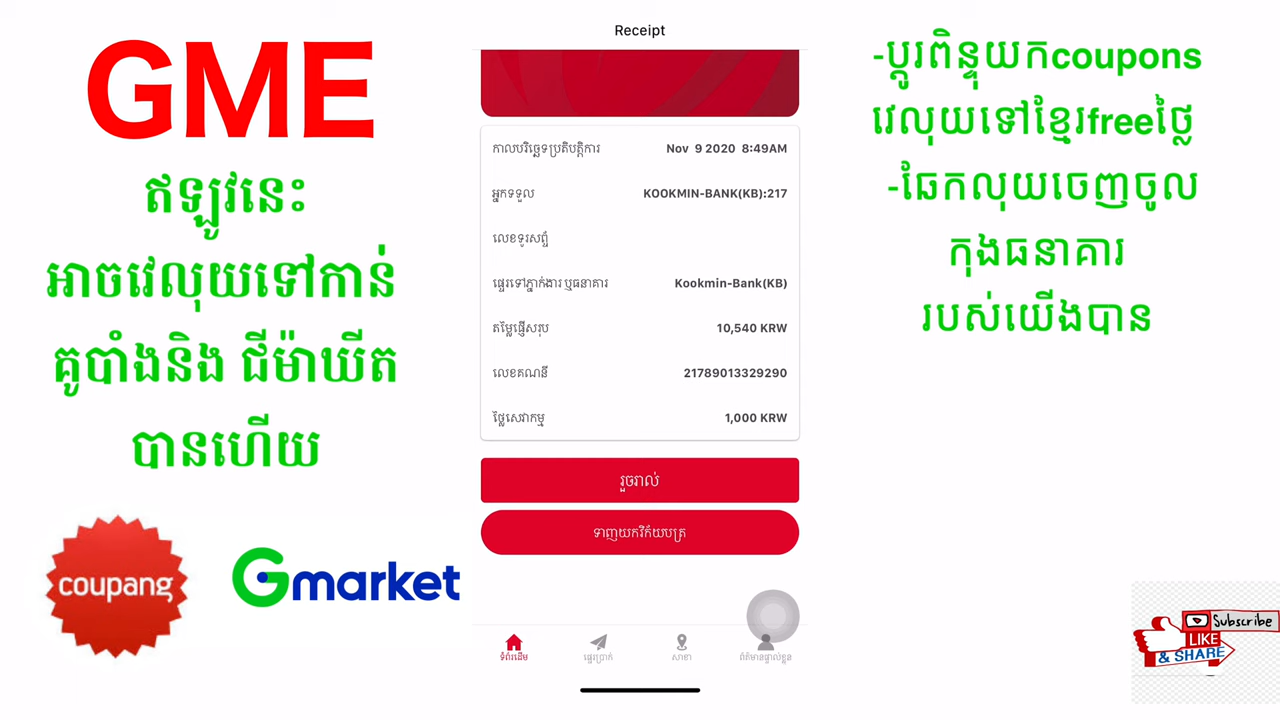 GME
ឥឡូវនេះ
អាចវេលុយទៅកាន់
គូប៉ាំងនិង ជីម៉ាឃីត
បានហើយ
coupang
Gmarket
Receipt
កាលបរិច្ឆេទប្រតិបត្តិការ Nov 9 2020 8:49AM
អ្នកទទួល KOOKMIN-BANK(KB):217
លេខទូរសព្ទ័
ផ្ទេរទៅភ្នាក់ងារ ឬធនាគារ Kookmin-Bank(KB)
តម្លៃផ្ញើសរុប 10,540 KRW
លេខគណនី 21789013329290
ថ្លៃសេវាកម្ម 1,000 KRW
រួចរាល់
ទាញយកវិក័យបត្រ
ទំព័រដើម ផ្ទេរប្រាក់ សាខា ព័ត៌មានផ្ទាល់ខ្លួន
-ប្តូរពិន្ទុយកcoupons
វេលុយទៅខ្មែរfreeថ្លៃ
-ឆែកលុយចេញចូល
កុងធនាគារ
របស់យើងបាន
Subscribe
LIKE
& SHARE